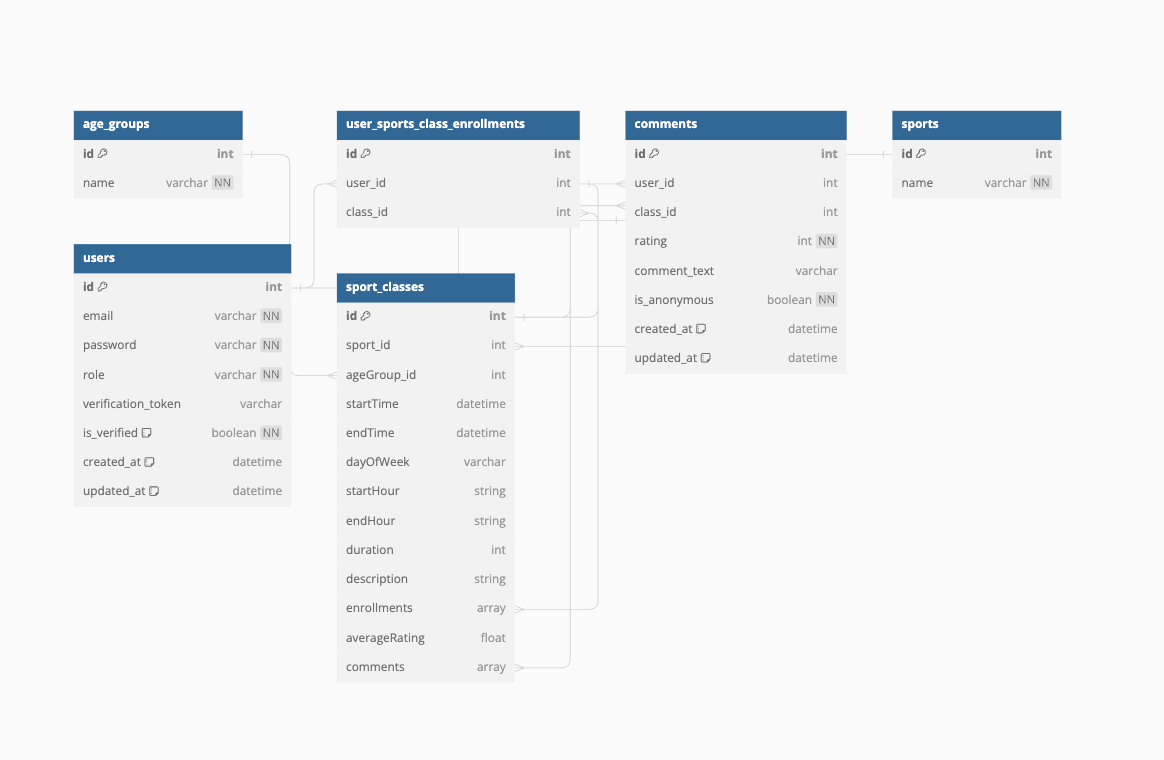 age_groups
id int
name varchar NN
users
id int
email varchar NN
password varchar NN
role varchar NN
verification_token varchar
is_verified boolean NN
created_at datetime
updated_at datetime
user_sports_class_enrollments
id int
user_id int
class_id int
sport_classes
id int
sport_id int
ageGroup_id int
startTime datetime
endTime datetime
dayOfWeek varchar
startHour string
endHour string
duration int
description string
enrollments array
averageRating float
comments array
comments
id int
user_id int
class_id int
rating int NN
comment_text varchar
is_anonymous boolean NN
created_at datetime
updated_at datetime
sports
id int
name varchar NN